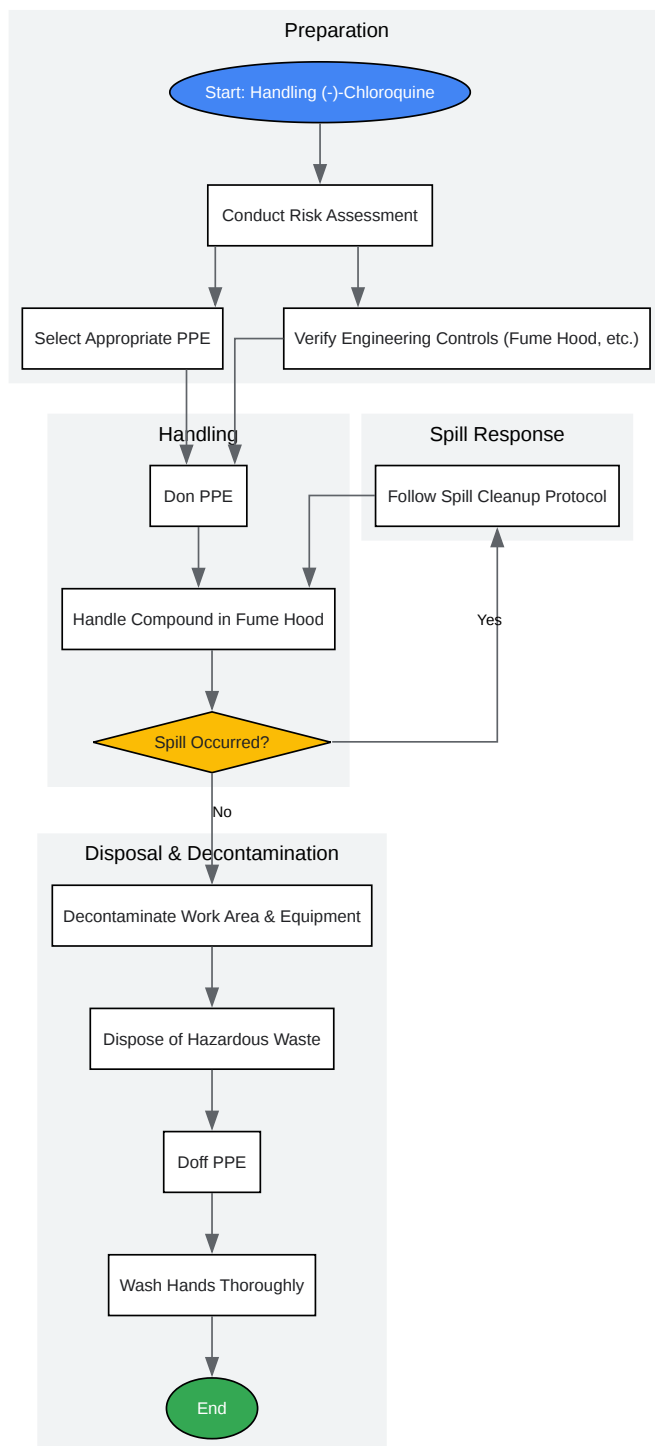 Preparation
Start: Handling (-)-Chloroquine
Conduct Risk Assessment
Select Appropriate PPE
Verify Engineering Controls (Fume Hood, etc.)
Handling
Spill Response
Don PPE
Follow Spill Cleanup Protocol
Handle Compound in Fume Hood
Yes
Spill Occurred?
No
Disposal & Decontamination
Decontaminate Work Area & Equipment
Dispose of Hazardous Waste
Doff PPE
Wash Hands Thoroughly
End